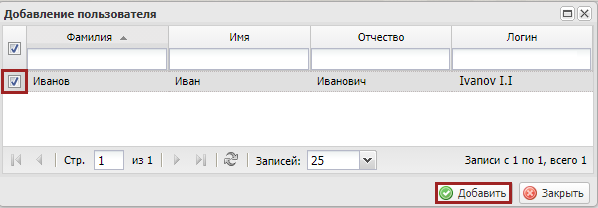 Добавление пользователя
Фамилия Имя Отчество Логин
Иванов Иван Иванович Ivanov I.I
Стр. 1 из 1 Записей: 25 Записи с 1 по 1, всего 1
Добавить Закрыть